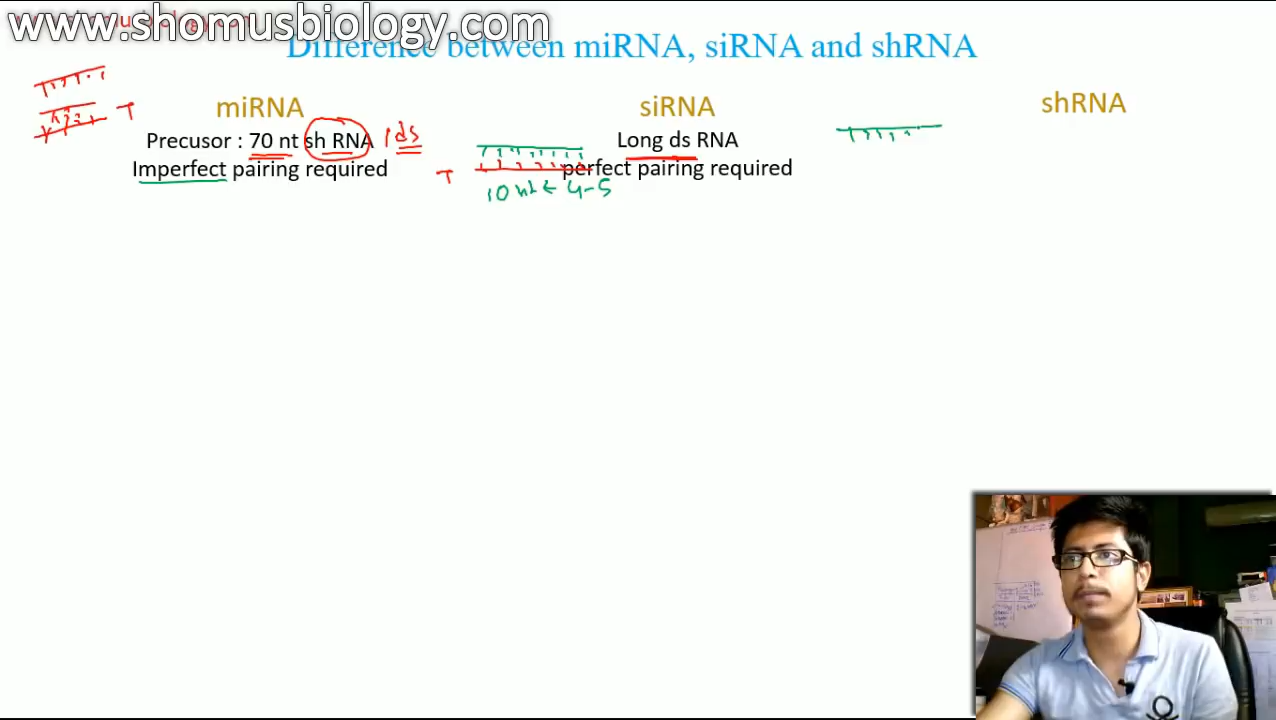 www.shomusbiology.com
Difference between miRNA, siRNA and shRNA
miRNA
siRNA
shRNA
Precusor : 70 nt sh RNA
ds
Long ds RNA
Imperfect pairing required
T
T
perfect pairing required
10 nt ← 4-5